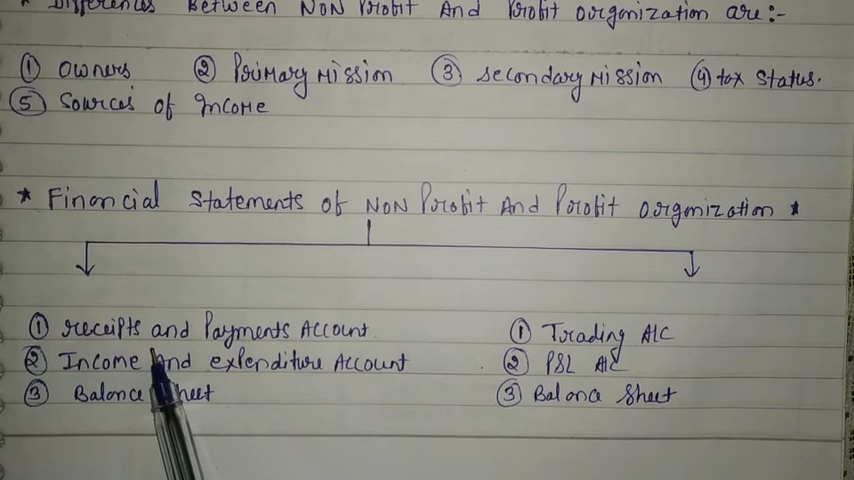 * Differences Between NON Profit And Profit Organization are:-
① Owners ② Primary Mission ③ Secondary Mission ④ tax Status.
⑤ Sources of Income
* Financial Statements of NON Profit And Profit Organization *
① receipts and Payments Account ① Trading A/C
② Income and expenditure Account ② P&L A/C
③ Balance Sheet ③ Balance Sheet